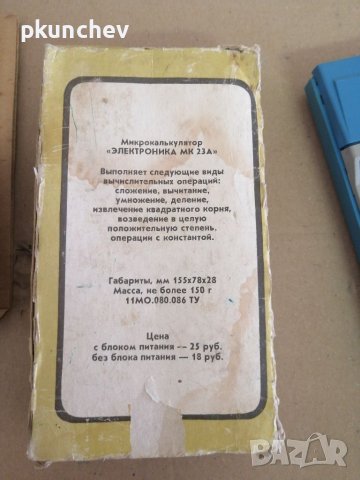 pkunchev
Микрокалькулятор
«ЭЛЕКТРОНИКА МК 23А»
Выполняет следующие виды
вычислительных операций:
сложение, вычитание,
умножение, деление,
извлечение квадратного корня,
возведение в целую
положительную степень.
операции с константой.
Габариты, мм 155х78х28
Масса, не более 150 г
11МО.080.086 ТУ
Цена
с блоком питания — 25 руб.
без блока питания — 18 руб.
BAZAR